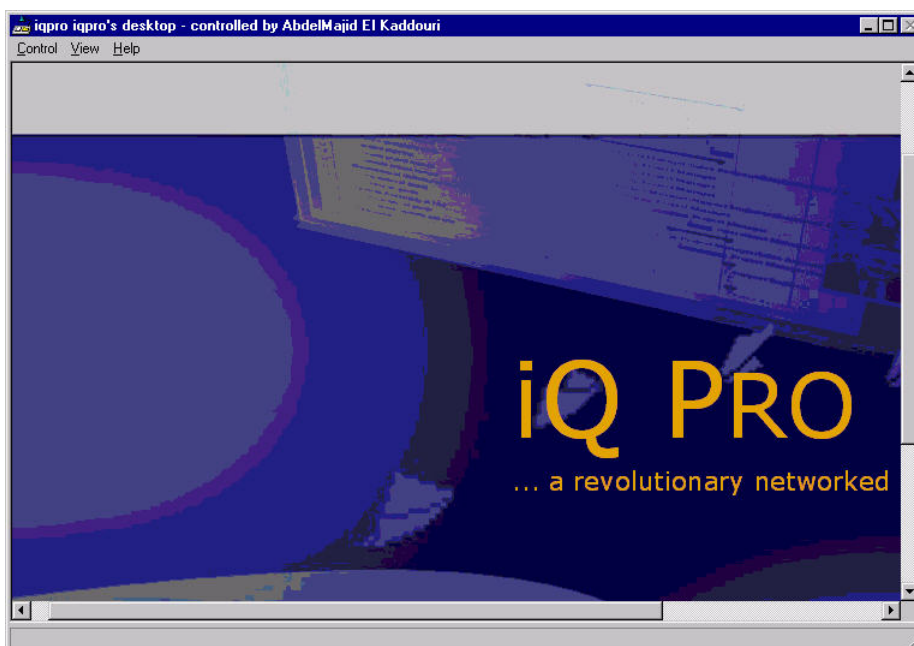 iqpro iqpro's desktop - controlled by AbdelMajid El Kaddouri
Control View Help
iQ PRO
... a revolutionary networked